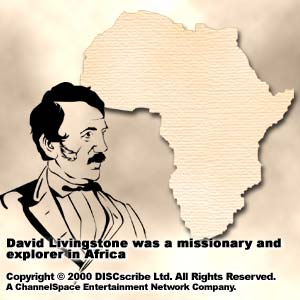 David Livingstone was a missionary and
explorer in Africa
Copyright © 2000 DISCscribe Ltd. All Rights Reserved.
A ChannelSpace Entertainment Network Company.